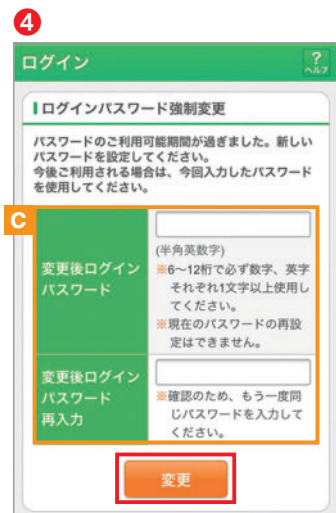 4
ログイン
?
ヘルプ
ログインパスワード強制変更
パスワードのご利用可能期間が過ぎました。新しい
パスワードを設定してください。
今後ご利用される場合は、今回入力したパスワード
を使用してください。
C
変更後ログイン
パスワード
(半角英数字)
※6～12桁で必ず数字、英字
それぞれ1文字以上使用し
てください。
※現在のパスワードの再設
定はできません。
変更後ログイン
パスワード
再入力
※確認のため、もう一度同
じパスワードを入力して
ください。
変更